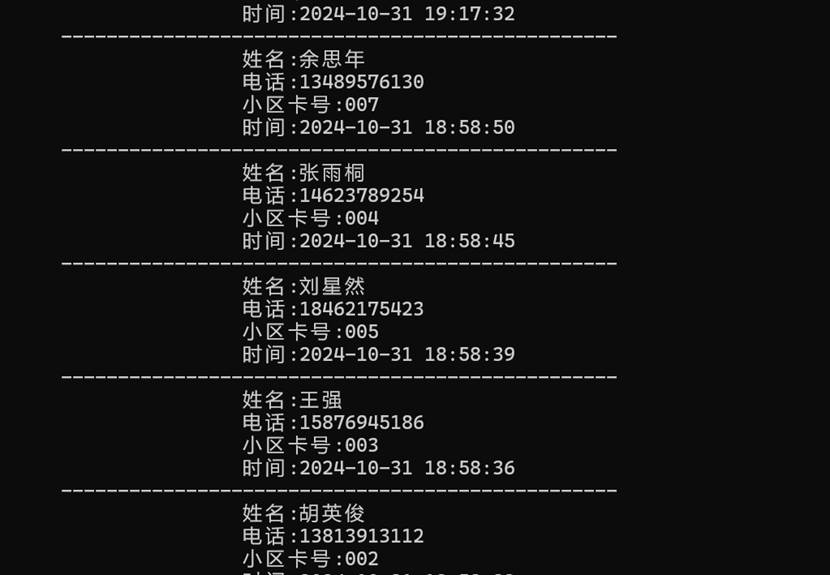 时间:2024-10-31 19:17:32
-------------------------------------------------
姓名:余思年
电话:13489576130
小区卡号:007
时间:2024-10-31 18:58:50
-------------------------------------------------
姓名:张雨桐
电话:14623789254
小区卡号:004
时间:2024-10-31 18:58:45
-------------------------------------------------
姓名:刘星然
电话:18462175423
小区卡号:005
时间:2024-10-31 18:58:39
-------------------------------------------------
姓名:王强
电话:15876945186
小区卡号:003
时间:2024-10-31 18:58:36
-------------------------------------------------
姓名:胡英俊
电话:13813913112
小区卡号:002